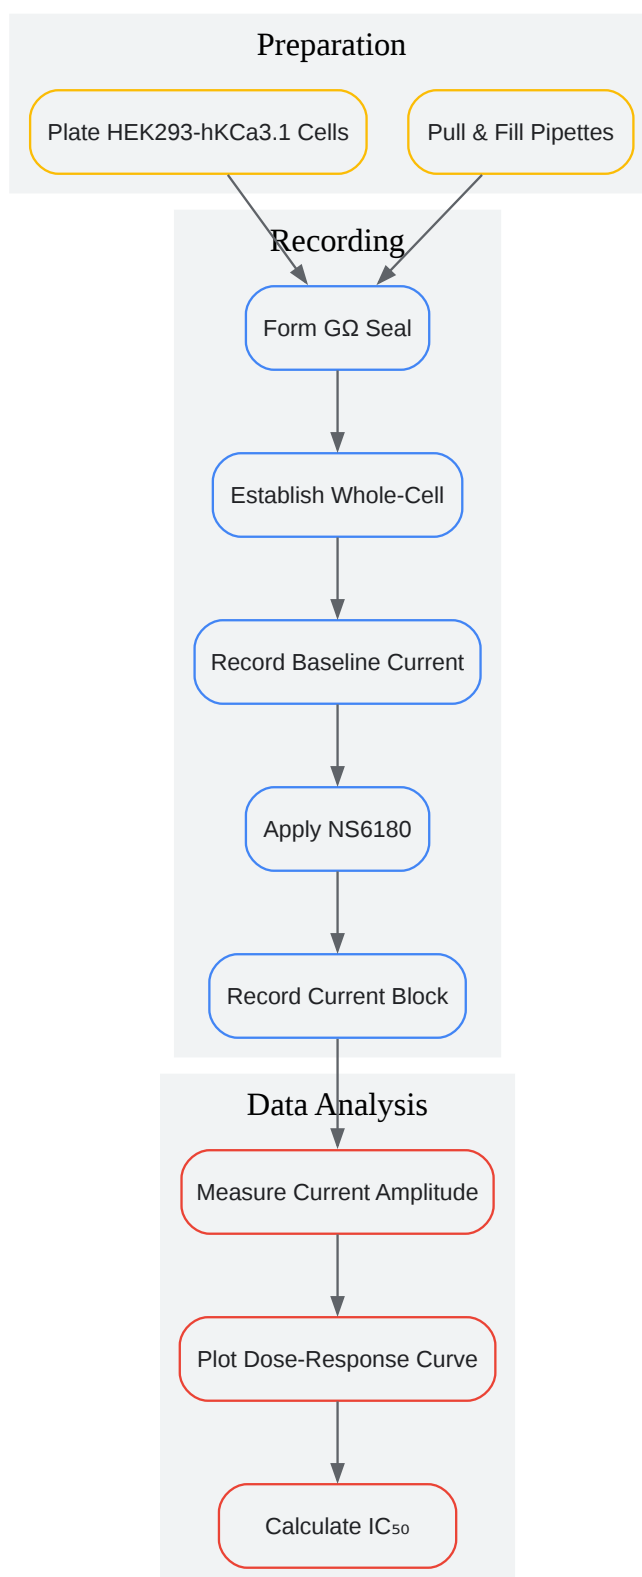 Preparation
Plate HEK293-hKCa3.1 Cells
Pull & Fill Pipettes
Recording
Form GΩ Seal
Establish Whole-Cell
Record Baseline Current
Apply NS6180
Record Current Block
Data Analysis
Measure Current Amplitude
Plot Dose-Response Curve
Calculate IC₅₀